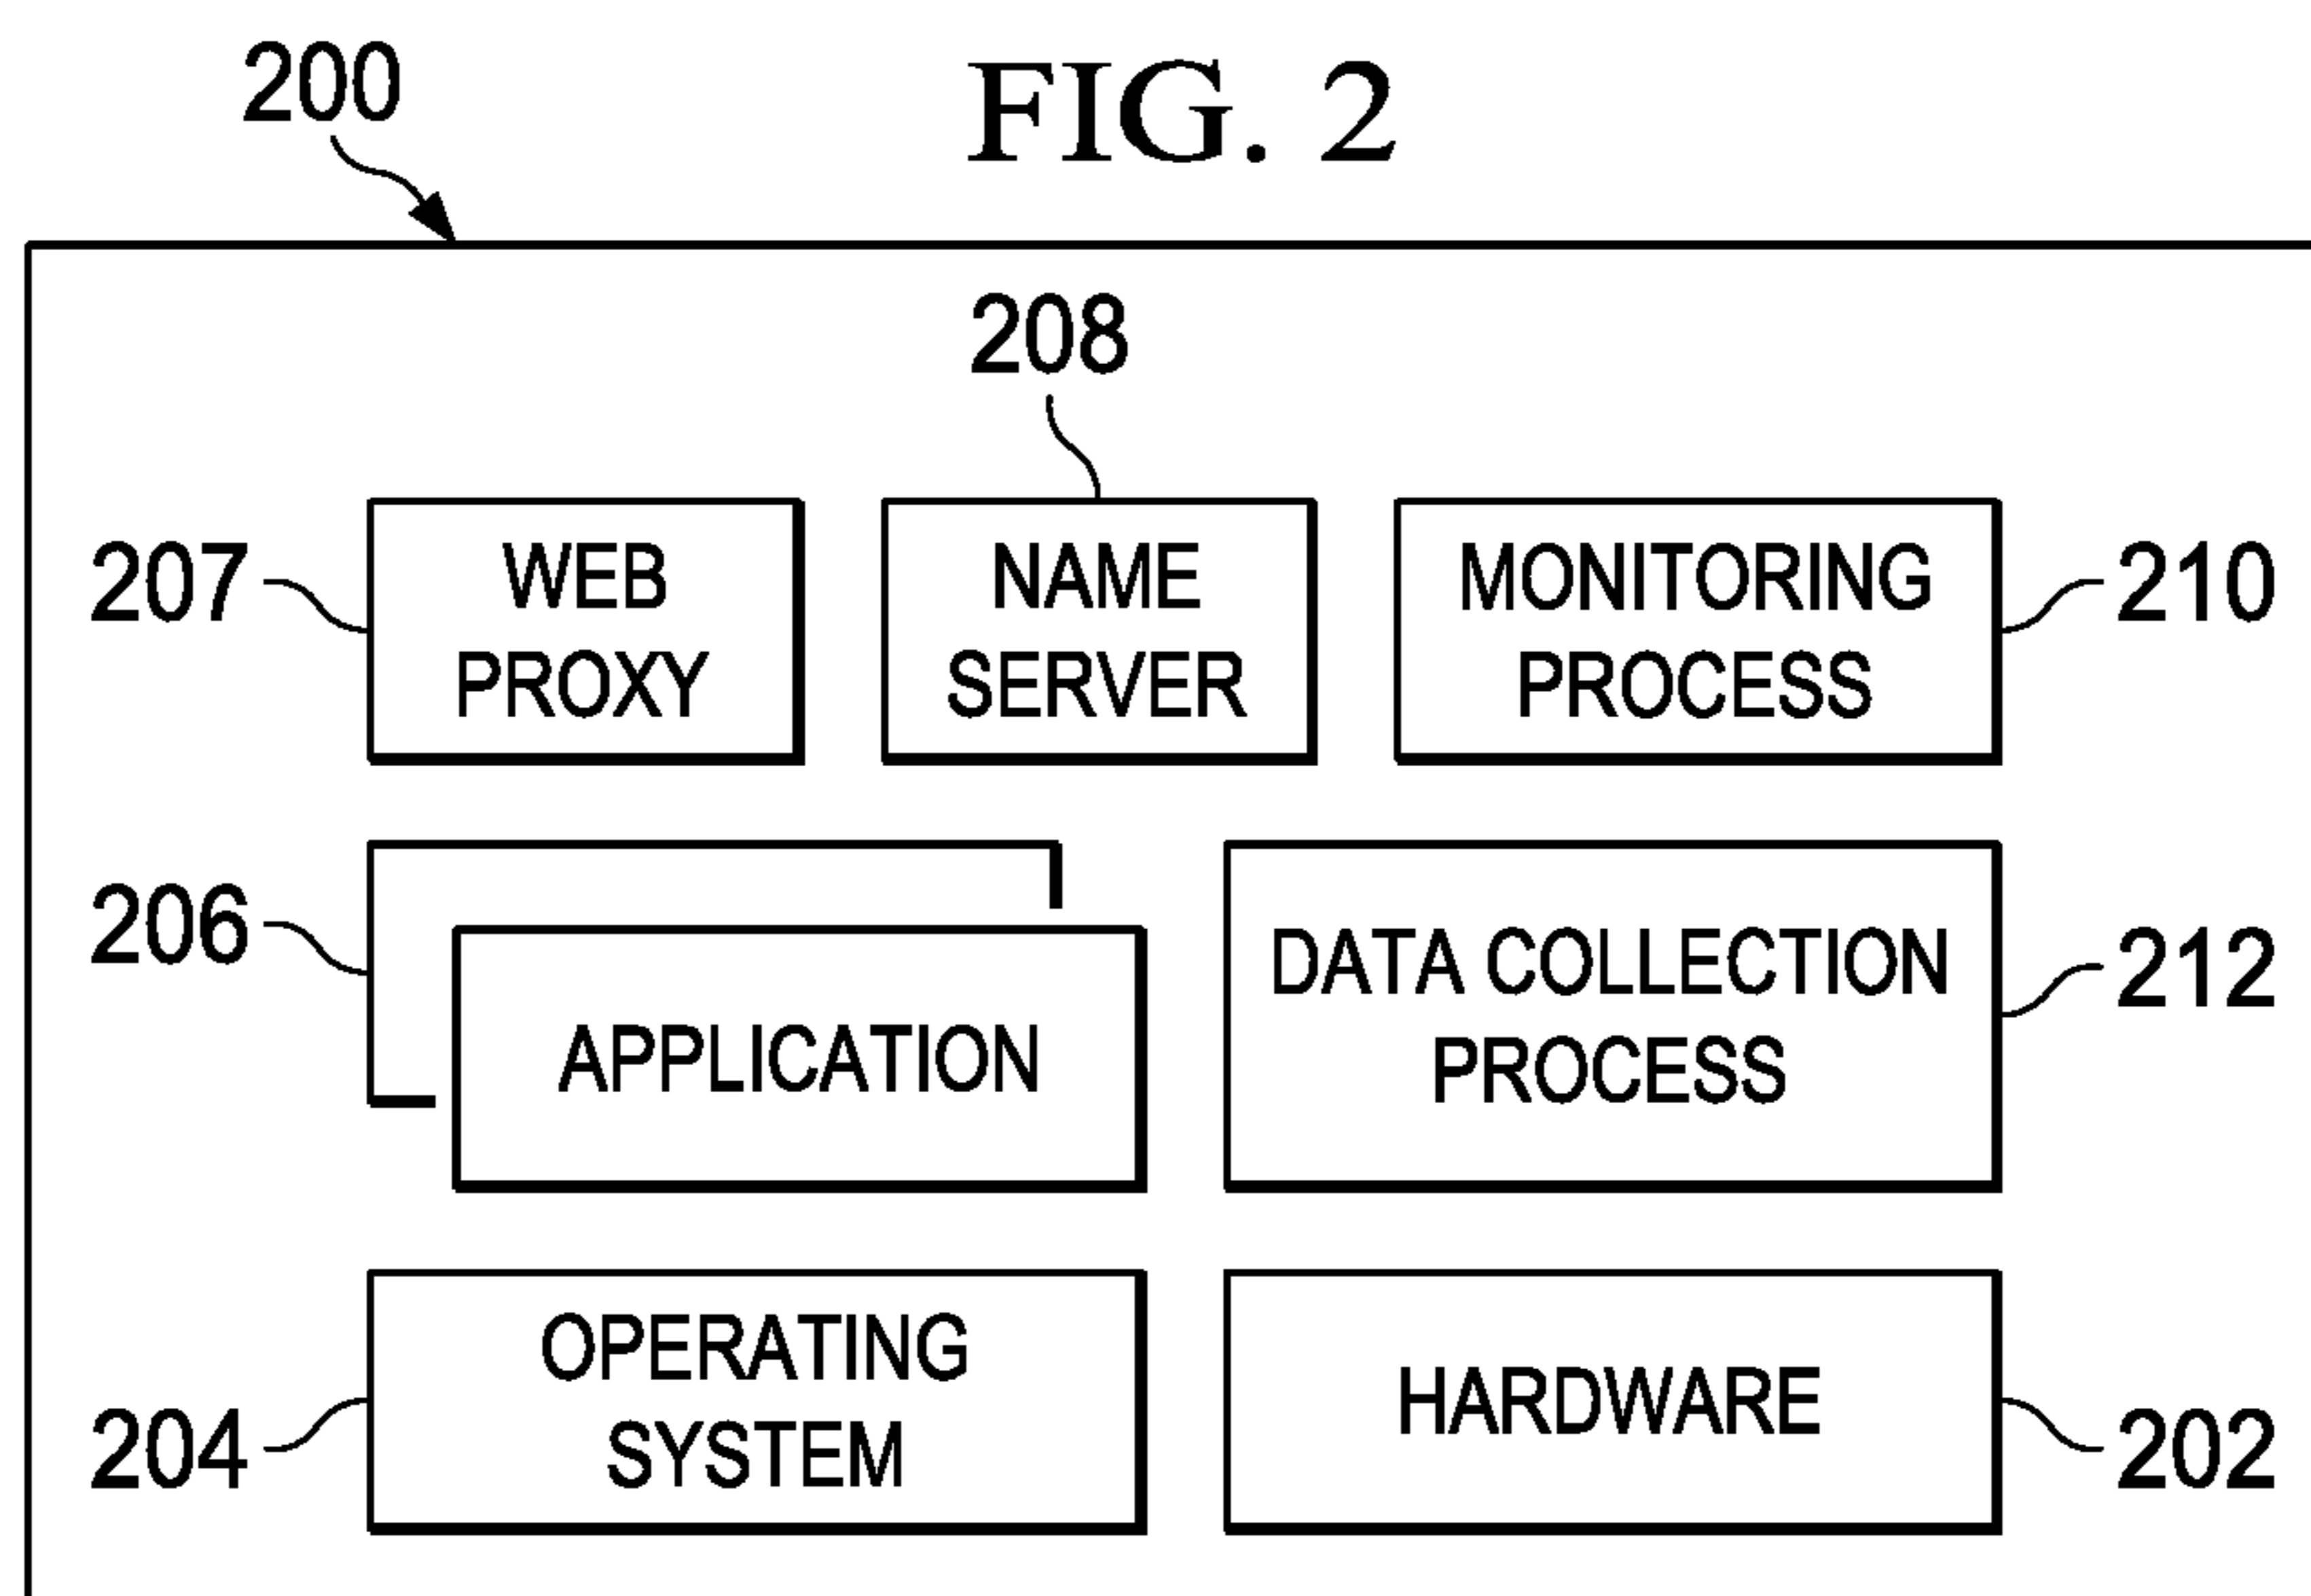 200
FIG. 2
208
207
WEB
PROXY
NAME
SERVER
MONITORING
PROCESS
210
206
APPLICATION
DATA COLLECTION
PROCESS
212
204
OPERATING
SYSTEM
HARDWARE
202